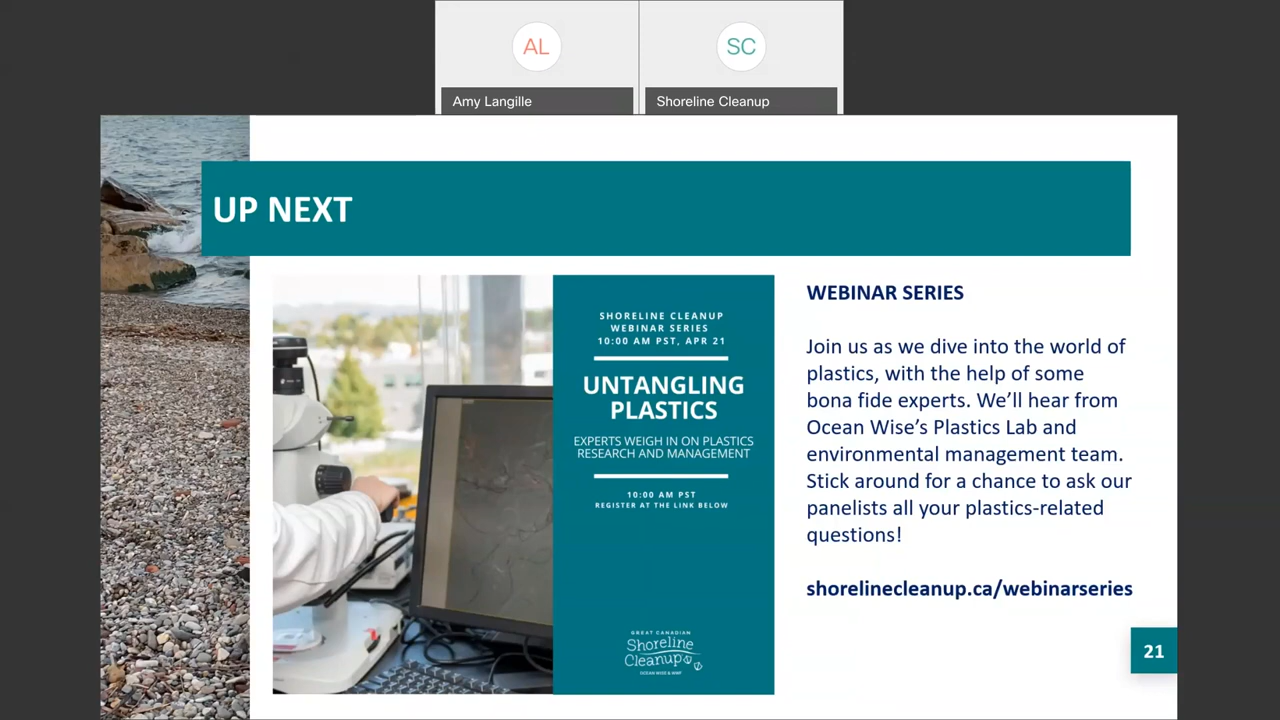 AL
SC
Amy Langille
Shoreline Cleanup
UP NEXT
SHORELINE CLEANUP
WEBINAR SERIES
10:00 AM PST, APR 21
UNTANGLING
PLASTICS
EXPERTS WEIGH IN ON PLASTICS
RESEARCH AND MANAGEMENT
10:00 AM PST
REGISTER AT THE LINK BELOW
GREAT CANADIAN
Shoreline
Cleanup
OCEAN WISE & WWF
WEBINAR SERIES
Join us as we dive into the world of
plastics, with the help of some
bona fide experts. We’ll hear from
Ocean Wise’s Plastics Lab and
environmental management team.
Stick around for a chance to ask our
panelists all your plastics-related
questions!
shorelinecleanup.ca/webinarseries
21